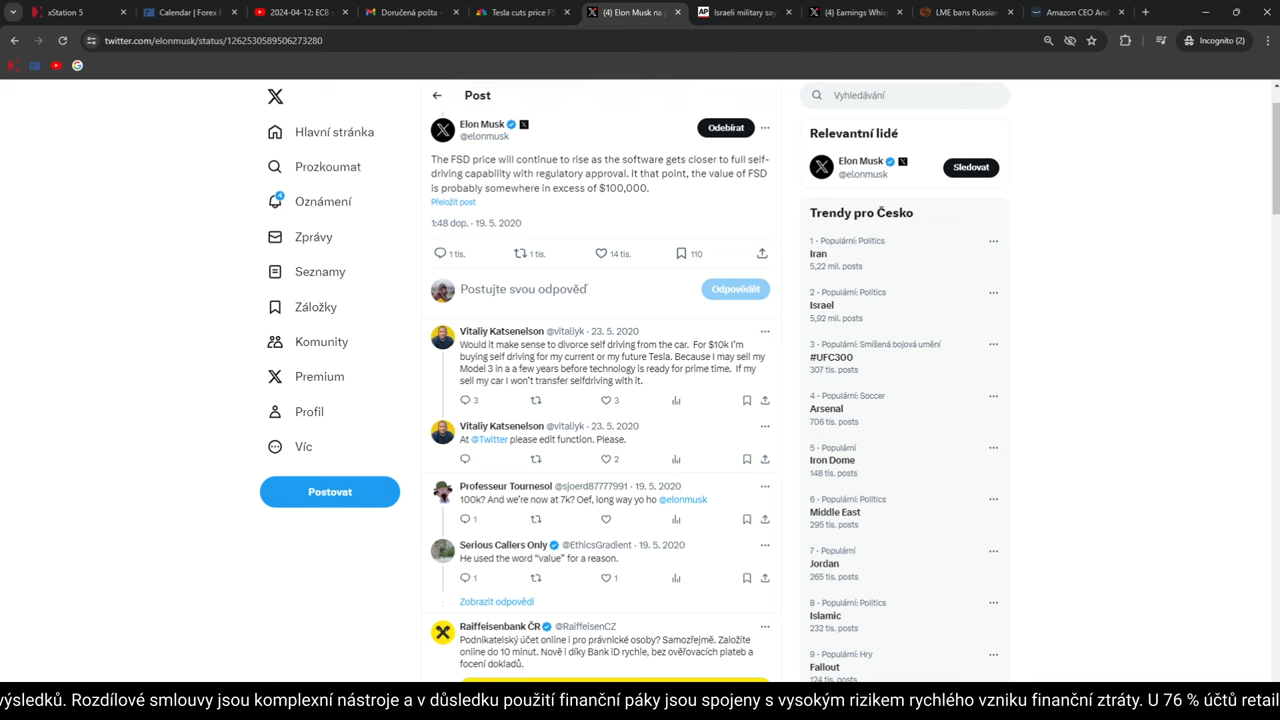 xStation 5
Calendar | Forex F
2024-04-12: ECB a
Doručená pošta -
Tesla cuts price FS
(4) Elon Musk na
Israeli military say
(4) Earnings Whisp
LME bans Russian
Amazon CEO And
twitter.com/elonmusk/status/1262530589506273280
Incognito (2)
Hlavní stránka
Prozkoumat
4
Oznámení
Zprávy
Seznamy
Záložky
Komunity
Premium
Profil
Víc
Postovat
Post
Elon Musk
@elonmusk
Odebírat
The FSD price will continue to rise as the software gets closer to full self-
driving capability with regulatory approval. It that point, the value of FSD
is probably somewhere in excess of $100,000.
Přeložit post
1:48 dop. · 19. 5. 2020
1 tis.
1 tis.
14 tis.
110
Postujte svou odpověď
Odpovědět
Vitaliy Katsenelson @vitaliyk · 23. 5. 2020
Would it make sense to divorce self driving from the car. For $10k I'm
buying self driving for my current or my future Tesla. Because I may sell my
Model 3 in a a few years before technology is ready for prime time. If my
sell my car I won't transfer selfdriving with it.
3
3
Vitaliy Katsenelson @vitaliyk · 23. 5. 2020
At @Twitter please edit function. Please.
2
Professeur Tournesol @sjoerd87777991 · 19. 5. 2020
100k? And we're now at 7k? Oef, long way yo ho @elonmusk
1
Serious Callers Only @EthicsGradient · 19. 5. 2020
He used the word "value" for a reason.
1
1
Zobrazit odpovědi
Raiffeisenbank ČR @RaiffeisenCZ
Podnikatelský účet online i pro právnické osoby? Samozřejmě. Založíte
online do 10 minut. Nově i díky Bank iD rychle, bez ověřovacích plateb a
focení dokladů.
Vyhledávání
Relevantní lidé
Elon Musk
@elonmusk
Sledovat
Trendy pro Česko
1 · Populární: Politics
Iran
5,22 mil. posts
2 · Populární: Politics
Israel
5,92 mil. posts
3 · Populární: Smíšená bojová umění
#UFC300
307 tis. posts
4 · Populární: Soccer
Arsenal
706 tis. posts
5 · Populární
Iron Dome
148 tis. posts
6 · Populární: Politics
Middle East
295 tis. posts
7 · Populární
Jordan
265 tis. posts
8 · Populární: Politics
Islamic
232 tis. posts
9 · Populární: Hry
Fallout
124 tis. posts
výsledků. Rozdílové smlouvy jsou komplexní nástroje a v důsledku použití finanční páky jsou spojeny s vysokým rizikem rychlého vzniku finanční ztráty. U 76 % účtů retail